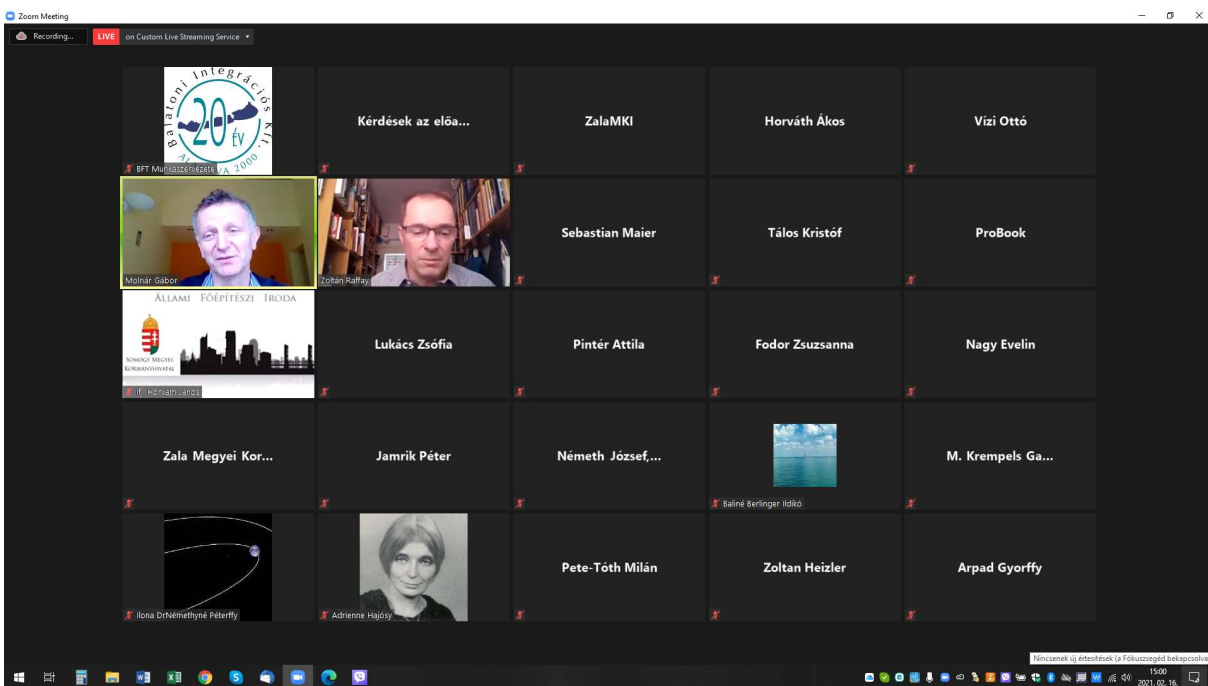 Zoom Meeting
Recording...
LIVE on Custom Live Streaming Service
Balatoni Integrációs Kft.
20
ÉV
2000
BFT Munkaszervezete
Kérdések az előa...
ZalaMKI
Horváth Ákos
Vízi Ottó
Molnár Gábor
Zoltán Raffay
Sebastian Maier
Tálos Kristóf
ProBook
ÁLLAMI FŐÉPÍTÉSZI IRODA
SOMOGY MEGYEI
KORMÁNYHIVATAL
ifj. Horváth János
Lukács Zsófia
Pintér Attila
Fodor Zsuzsanna
Nagy Evelin
Zala Megyei Kor...
Jamrik Péter
Németh József,...
Baliné Berlinger Ildikó
M. Krempels Ga...
Ilona DrNémethyné Péterffy
Adrienne Hajósy
Pete-Tóth Milán
Zoltan Heizler
Arpad Gyorffy
Nincsenek új értesítések (a Fókuszsegéd bekapcsolva
15:00
2021. 02. 16.